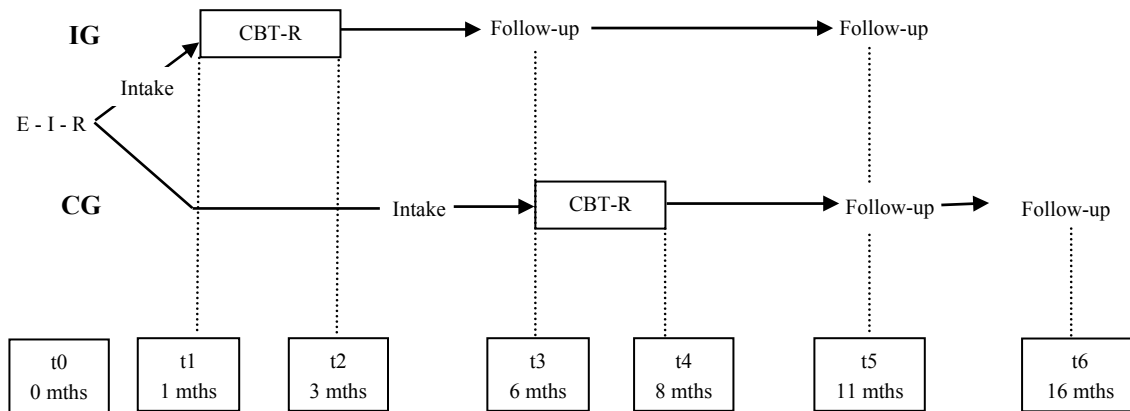 IG
CBT-R
Follow-up
Follow-up
Intake
E - I - R
CG
Intake
CBT-R
Follow-up
Follow-up
t0
0 mths
t1
1 mths
t2
3 mths
t3
6 mths
t4
8 mths
t5
11 mths
t6
16 mths